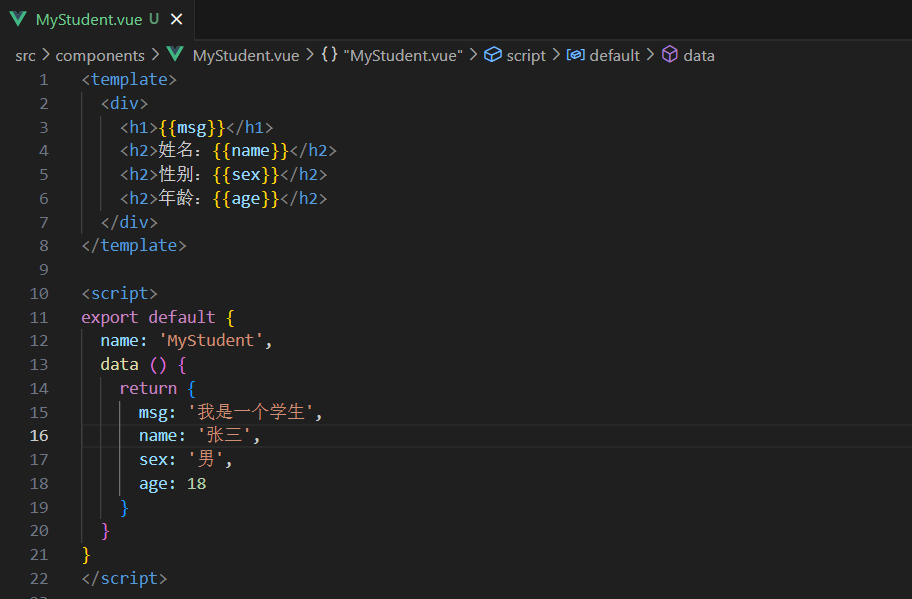 MyStudent.vue U ×
src > components > MyStudent.vue > {} "MyStudent.vue" > script > default > data
1 <template>
2   <div>
3     <h1>{{msg}}</h1>
4     <h2>姓名：{{name}}</h2>
5     <h2>性别：{{sex}}</h2>
6     <h2>年龄：{{age}}</h2>
7   </div>
8 </template>
9
10 <script>
11 export default {
12   name: 'MyStudent',
13   data () {
14     return {
15       msg: '我是一个学生',
16       name: '张三',
17       sex: '男',
18       age: 18
19     }
20   }
21 }
22 </script>